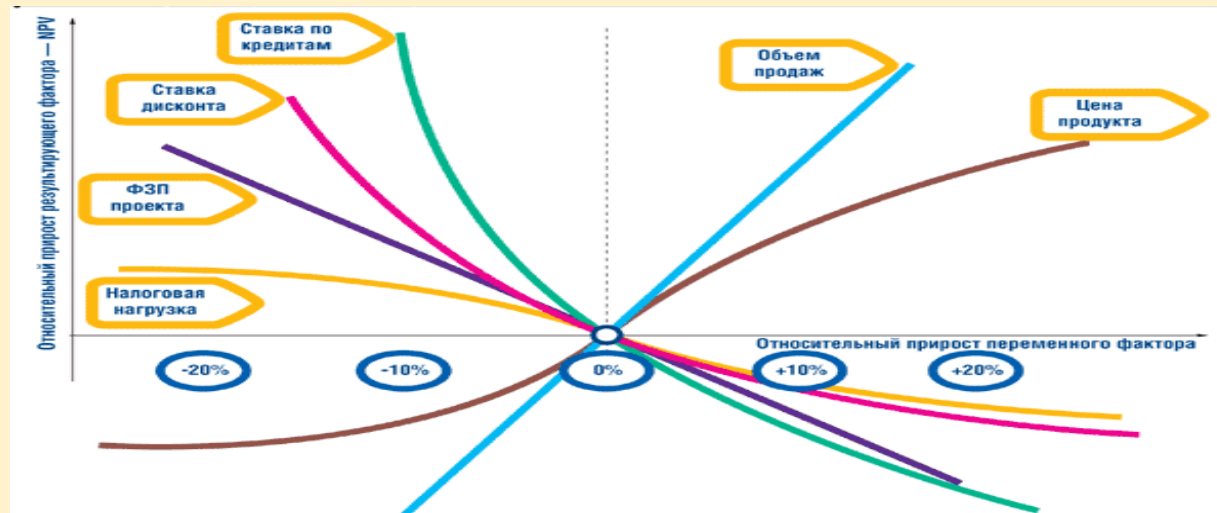 Относительный прирост результирующего фактора — NPV
Ставка по
кредитам
Объем
продаж
Ставка
дисконта
Цена
продукта
ФЗП
проекта
Налоговая
нагрузка
Относительный прирост переменного фактора
-20%
-10%
0%
+10%
+20%